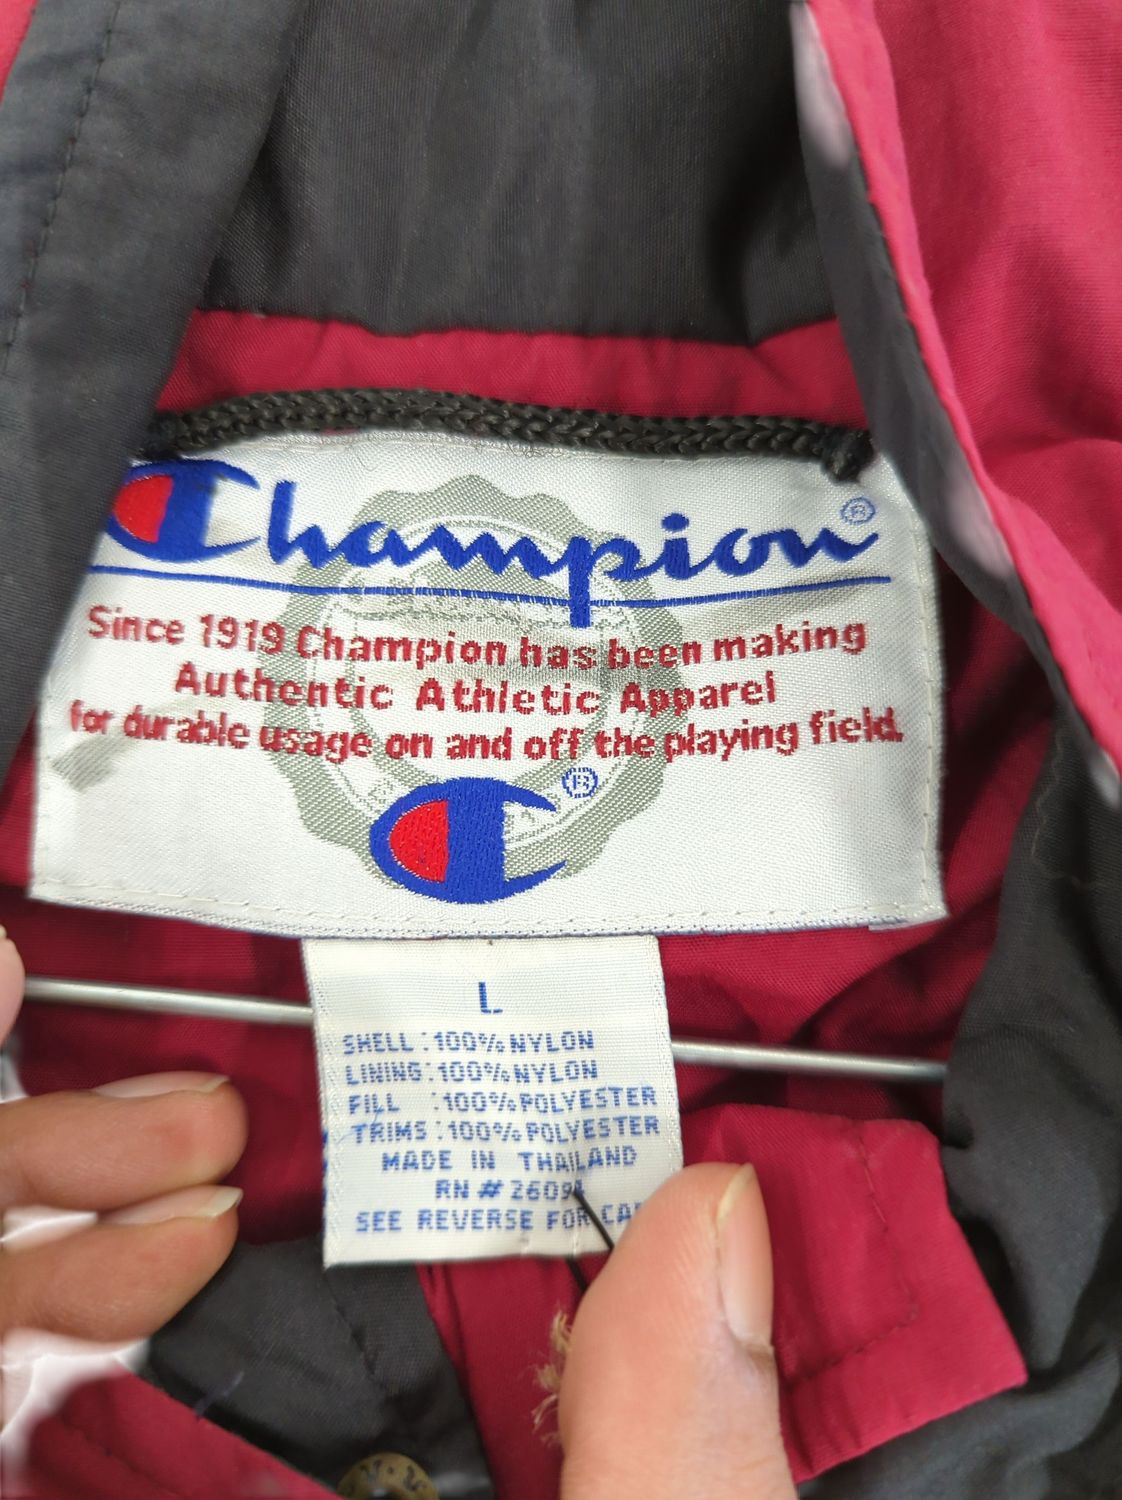 Champion®
Since 1919 Champion has been making
Authentic Athletic Apparel
for durable usage on and off the playing field.
®
L
SHELL:100% NYLON
LINING:100% NYLON
FILL :100% POLYESTER
TRIMS:100% POLYESTER
MADE IN THAILAND
RN #
SEE REVERSE FOR